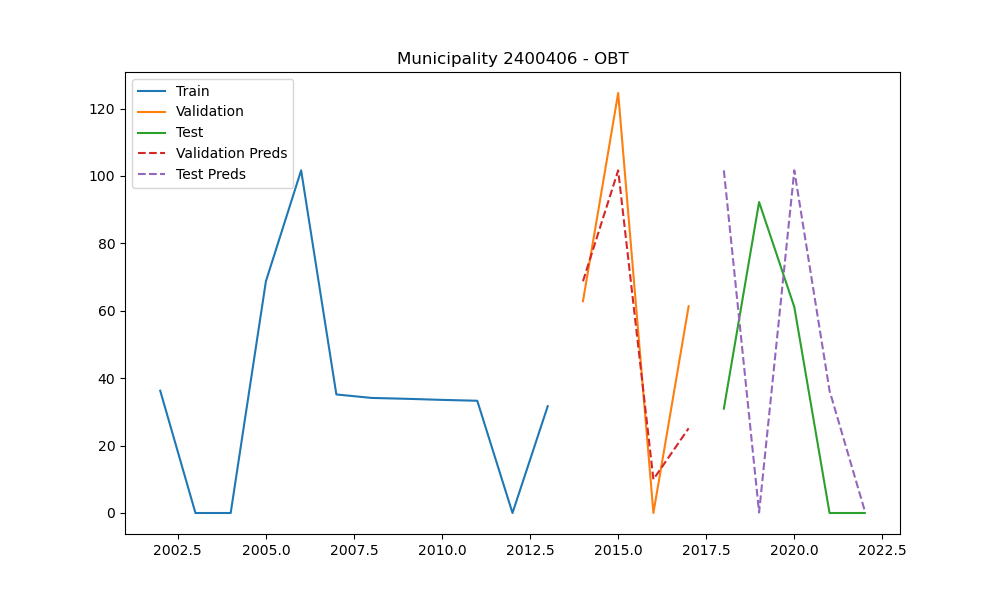 Municipality 2400406 - OBT
Train
Validation
Test
Validation Preds
Test Preds
120
100
80
60
40
20
0
2002.5 2005.0 2007.5 2010.0 2012.5 2015.0 2017.5 2020.0 2022.5